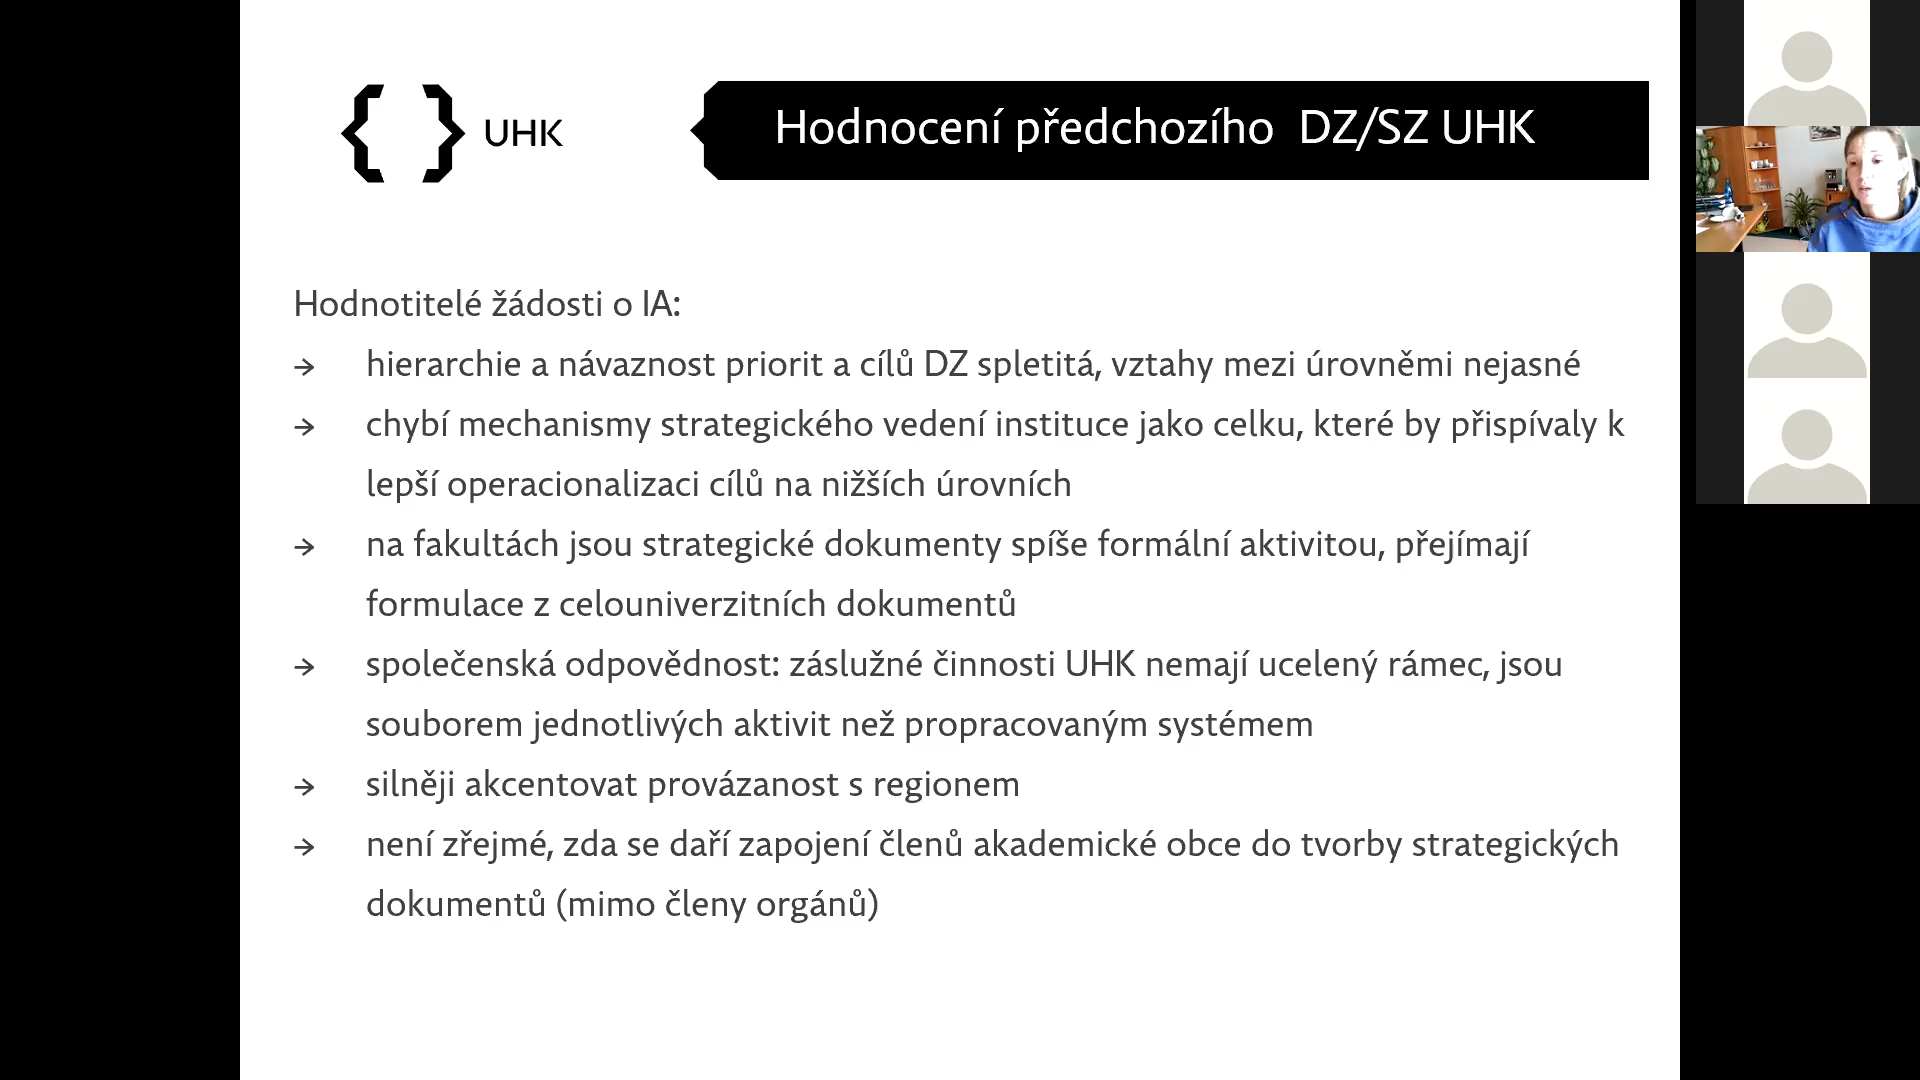 UHK
Hodnocení předchozího DZ/SZ UHK
Hodnotitelé žádosti o IA:
→ hierarchie a návaznost priorit a cílů DZ spletitá, vztahy mezi úrovněmi nejasné
→ chybí mechanismy strategického vedení instituce jako celku, které by přispívaly k
lepší operacionalizaci cílů na nižších úrovních
→ na fakultách jsou strategické dokumenty spíše formální aktivitou, přejímají
formulace z celouniverzitních dokumentů
→ společenská odpovědnost: záslužné činnosti UHK nemají ucelený rámec, jsou
souborem jednotlivých aktivit než propracovaným systémem
→ silněji akcentovat provázanost s regionem
→ není zřejmé, zda se daří zapojení členů akademické obce do tvorby strategických
dokumentů (mimo členy orgánů)